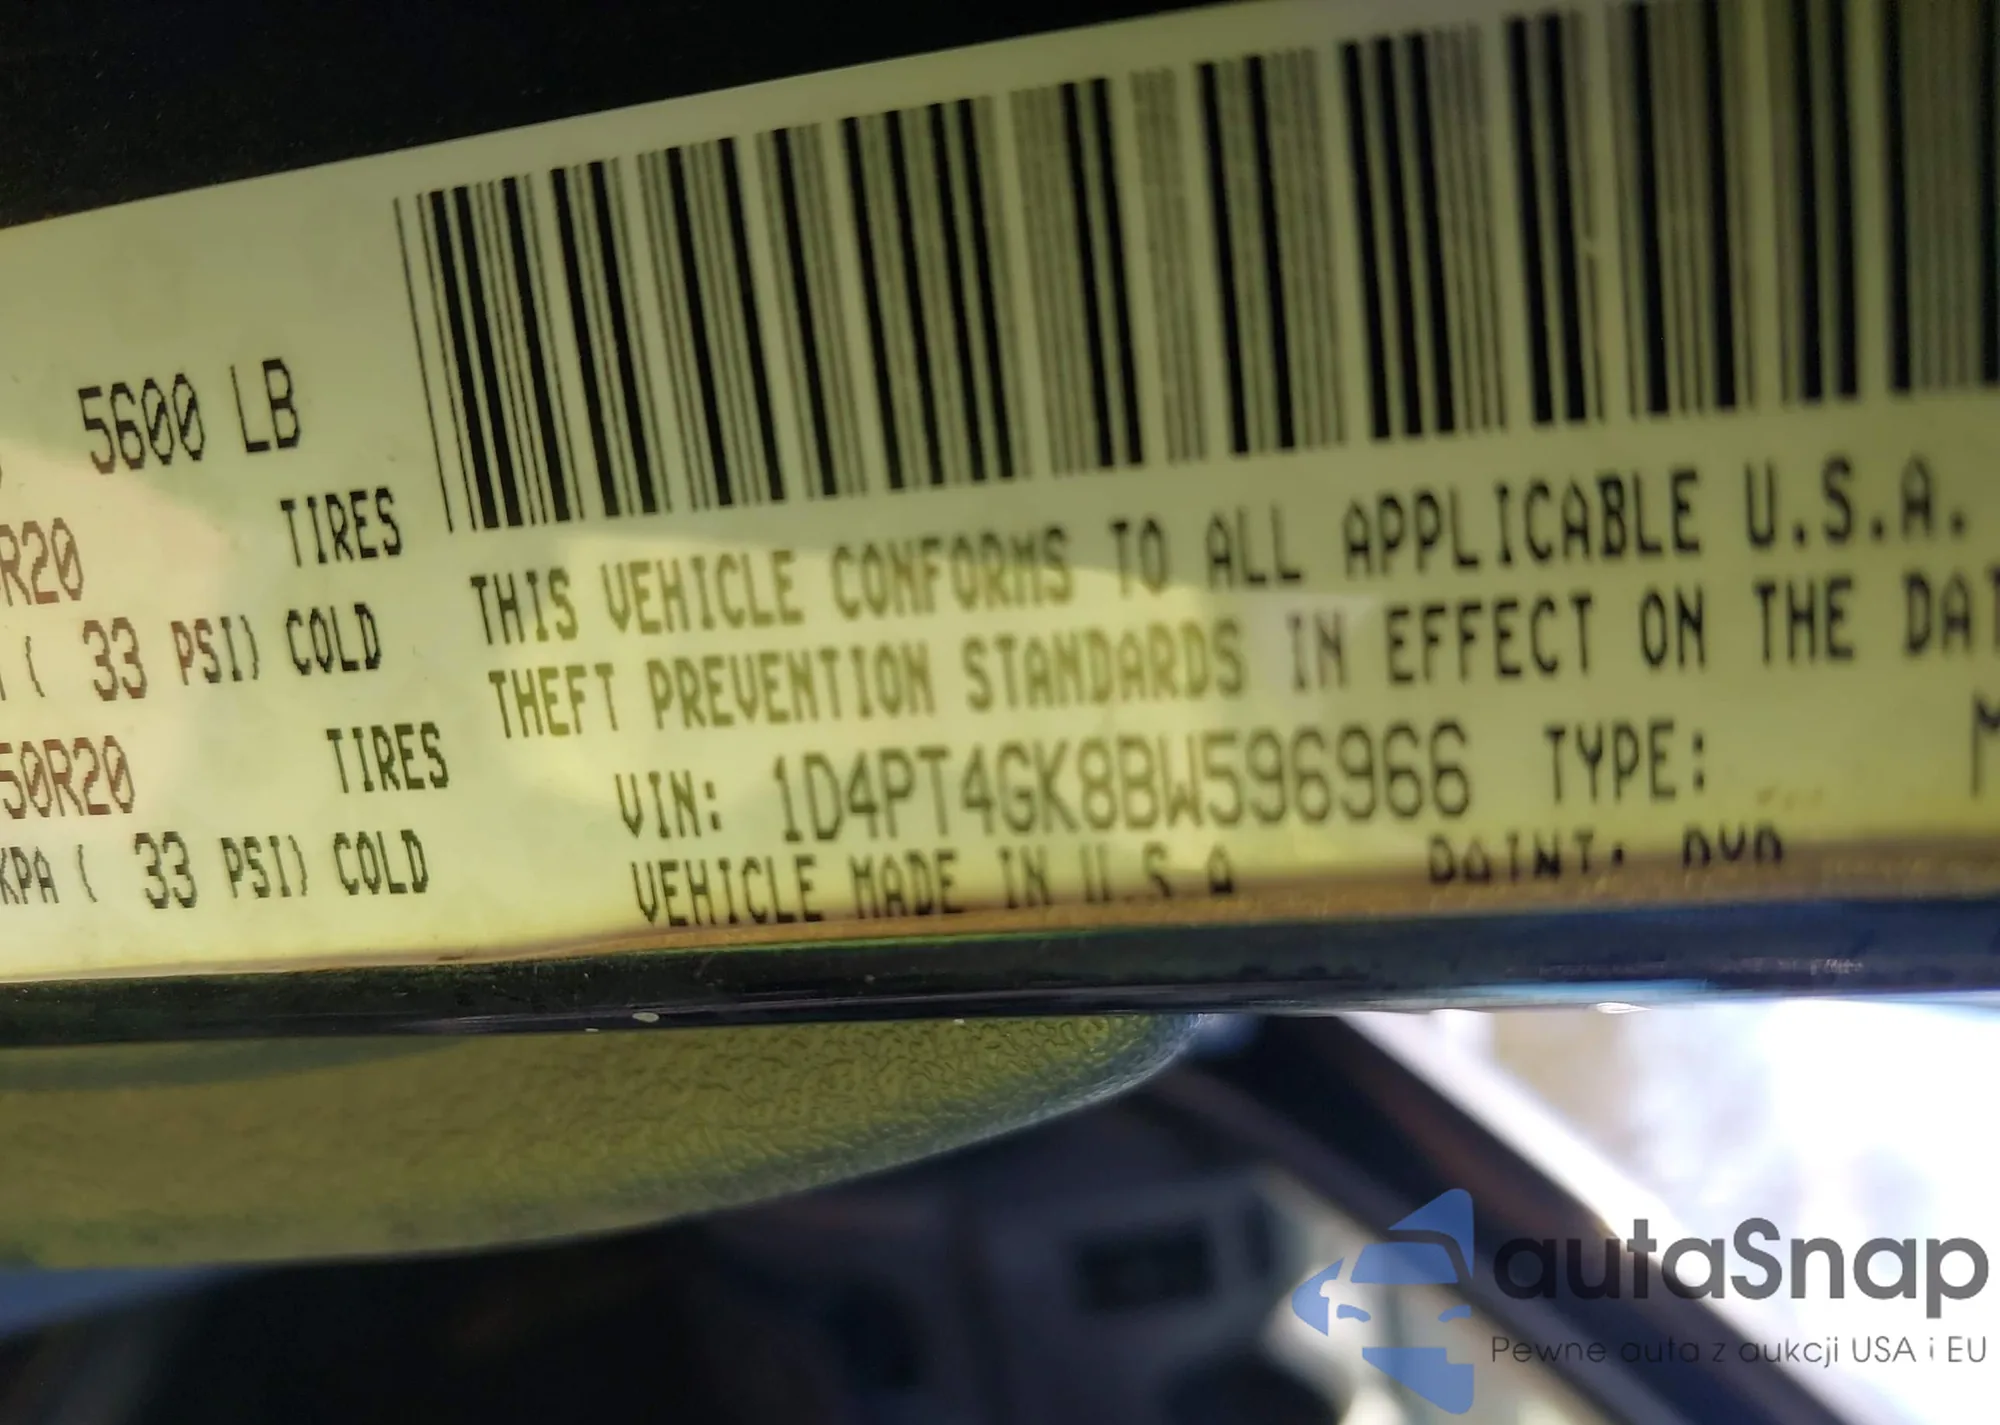 5600 LB
TIRES
R20
( 33 PSI) COLD
TIRES
50R20
KPA ( 33 PSI) COLD
THIS VEHICLE CONFORMS TO ALL APPLICABLE U.S.A.
THEFT PREVENTION STANDARDS IN EFFECT ON THE DAT
VIN: 1D4PT4GK8BW596966 TYPE: M
VEHICLE MADE IN U.S.A PAINT:
autaSnap
Pewne auta z aukcji USA i EU